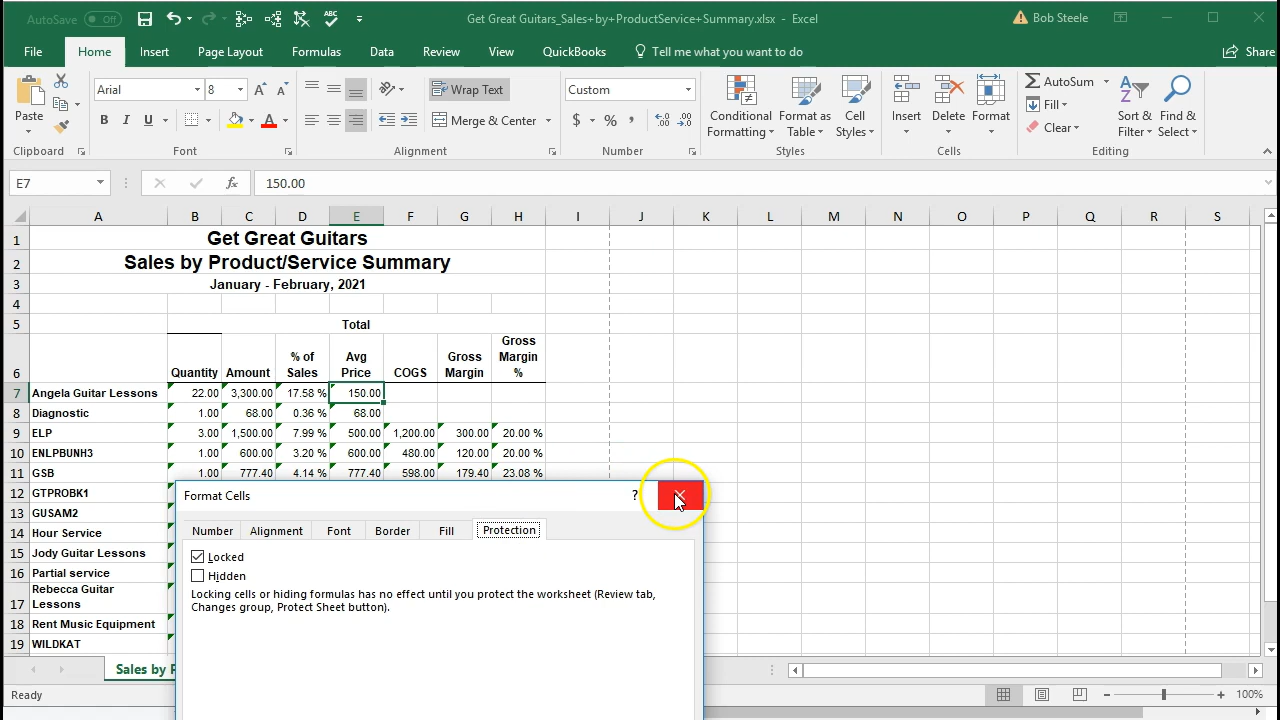 AutoSave Off Get Great Guitars_Sales+by+ProductService+Summary.xlsx - Excel Bob Steele
File Home Insert Page Layout Formulas Data Review View QuickBooks Tell me what you want to do Share
Arial 8 Wrap Text Custom AutoSum
Paste B I U Merge & Center $ % , Conditional Formatting Format as Table Cell Styles Insert Delete Format Fill Sort & Filter Find & Select
Clear
Clipboard Font Alignment Number Styles Cells Editing
E7 fx 150.00
A B C D E F G H I J K L M N O P Q R S
1 Get Great Guitars
2 Sales by Product/Service Summary
3 January - February, 2021
4
5 Total
6 Quantity Amount % of Sales Avg Price COGS Gross Margin Gross Margin %
7 Angela Guitar Lessons 22.00 3,300.00 17.58 % 150.00
8 Diagnostic 1.00 68.00 0.36 % 68.00
9 ELP 3.00 1,500.00 7.99 % 500.00 1,200.00 300.00 20.00 %
10 ENLPBUNH3 1.00 600.00 3.20 % 600.00 480.00 120.00 20.00 %
11 GSB 1.00 777.40 4.14 % 777.40 598.00 179.40 23.08 %
12 GTPROBK1
13 GUSAM2
14 Hour Service
15 Jody Guitar Lessons
16 Partial service
17 Rebecca Guitar Lessons
18 Rent Music Equipment
19 WILDKAT
Format Cells ?
Number Alignment Font Border Fill Protection
Locked
Hidden
Locking cells or hiding formulas has no effect until you protect the worksheet (Review tab,
Changes group, Protect Sheet button).
Sales by
Ready 100%